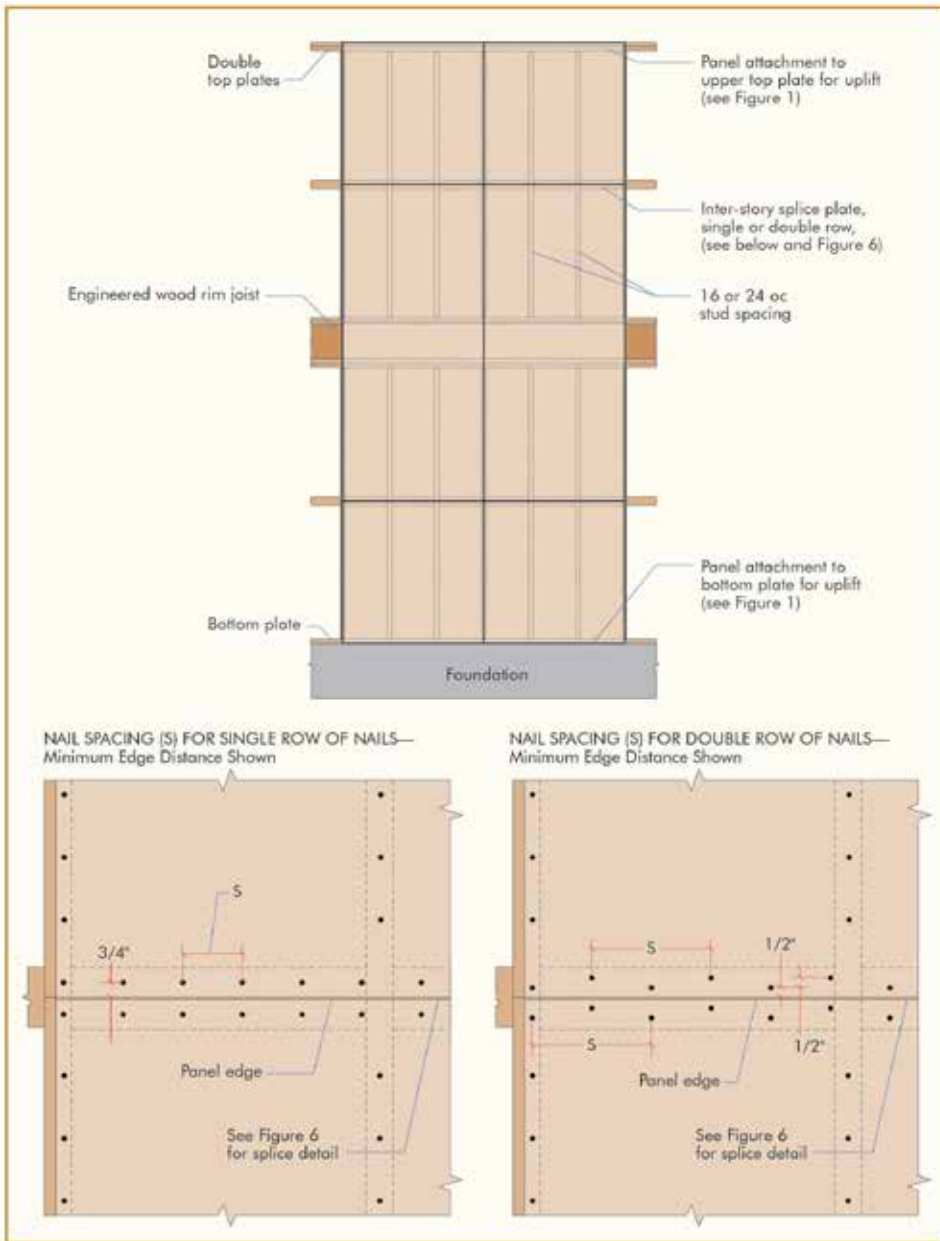 Double
top plates
Panel attachment to
upper top plate for uplift
(see Figure 1)
Inter-story splice plate,
single or double row,
(see below and Figure 6)
Engineered wood rim joist
16 or 24 oc
stud spacing
Panel attachment to
bottom plate for uplift
(see Figure 1)
Bottom plate
Foundation
NAIL SPACING (S) FOR SINGLE ROW OF NAILS—
Minimum Edge Distance Shown
S
3/4"
Panel edge
See Figure 6
for splice detail
NAIL SPACING (S) FOR DOUBLE ROW OF NAILS—
Minimum Edge Distance Shown
S
1/2"
S
1/2"
Panel edge
See Figure 6
for splice detail